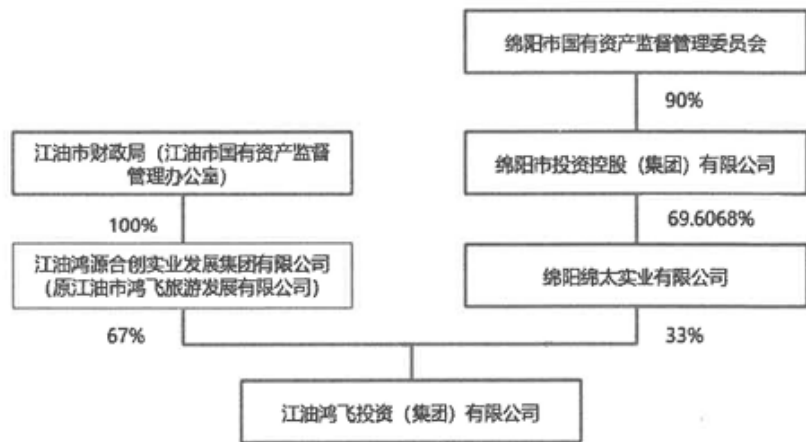 绵阳市国有资产监督管理委员会
90%
江油市财政局（江油市国有资产监督
管理办公室）
绵阳市投资控股（集团）有限公司
100%
69.6068%
江油鸿源合创实业发展集团有限公司
（原江油市鸿飞旅游发展有限公司）
绵阳绵太实业有限公司
67%
33%
江油鸿飞投资（集团）有限公司